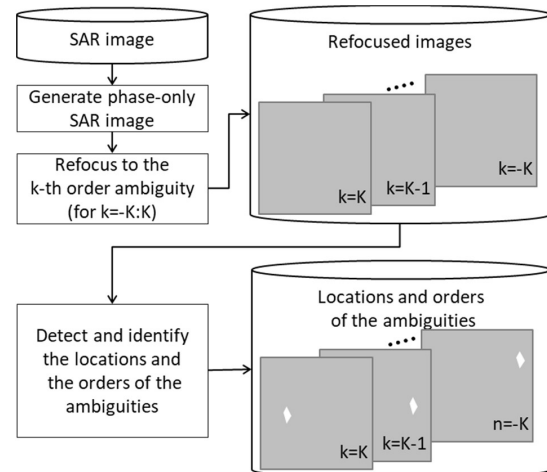 SAR image
Generate phase-only
SAR image
Refocus to the
k-th order ambiguity
(for k=-K:K)
Refocused images
k=K
k=K-1
k=-K
Detect and identify
the locations and
the orders of the
ambiguities
Locations and orders
of the ambiguities
k=K
k=K-1
n=-K